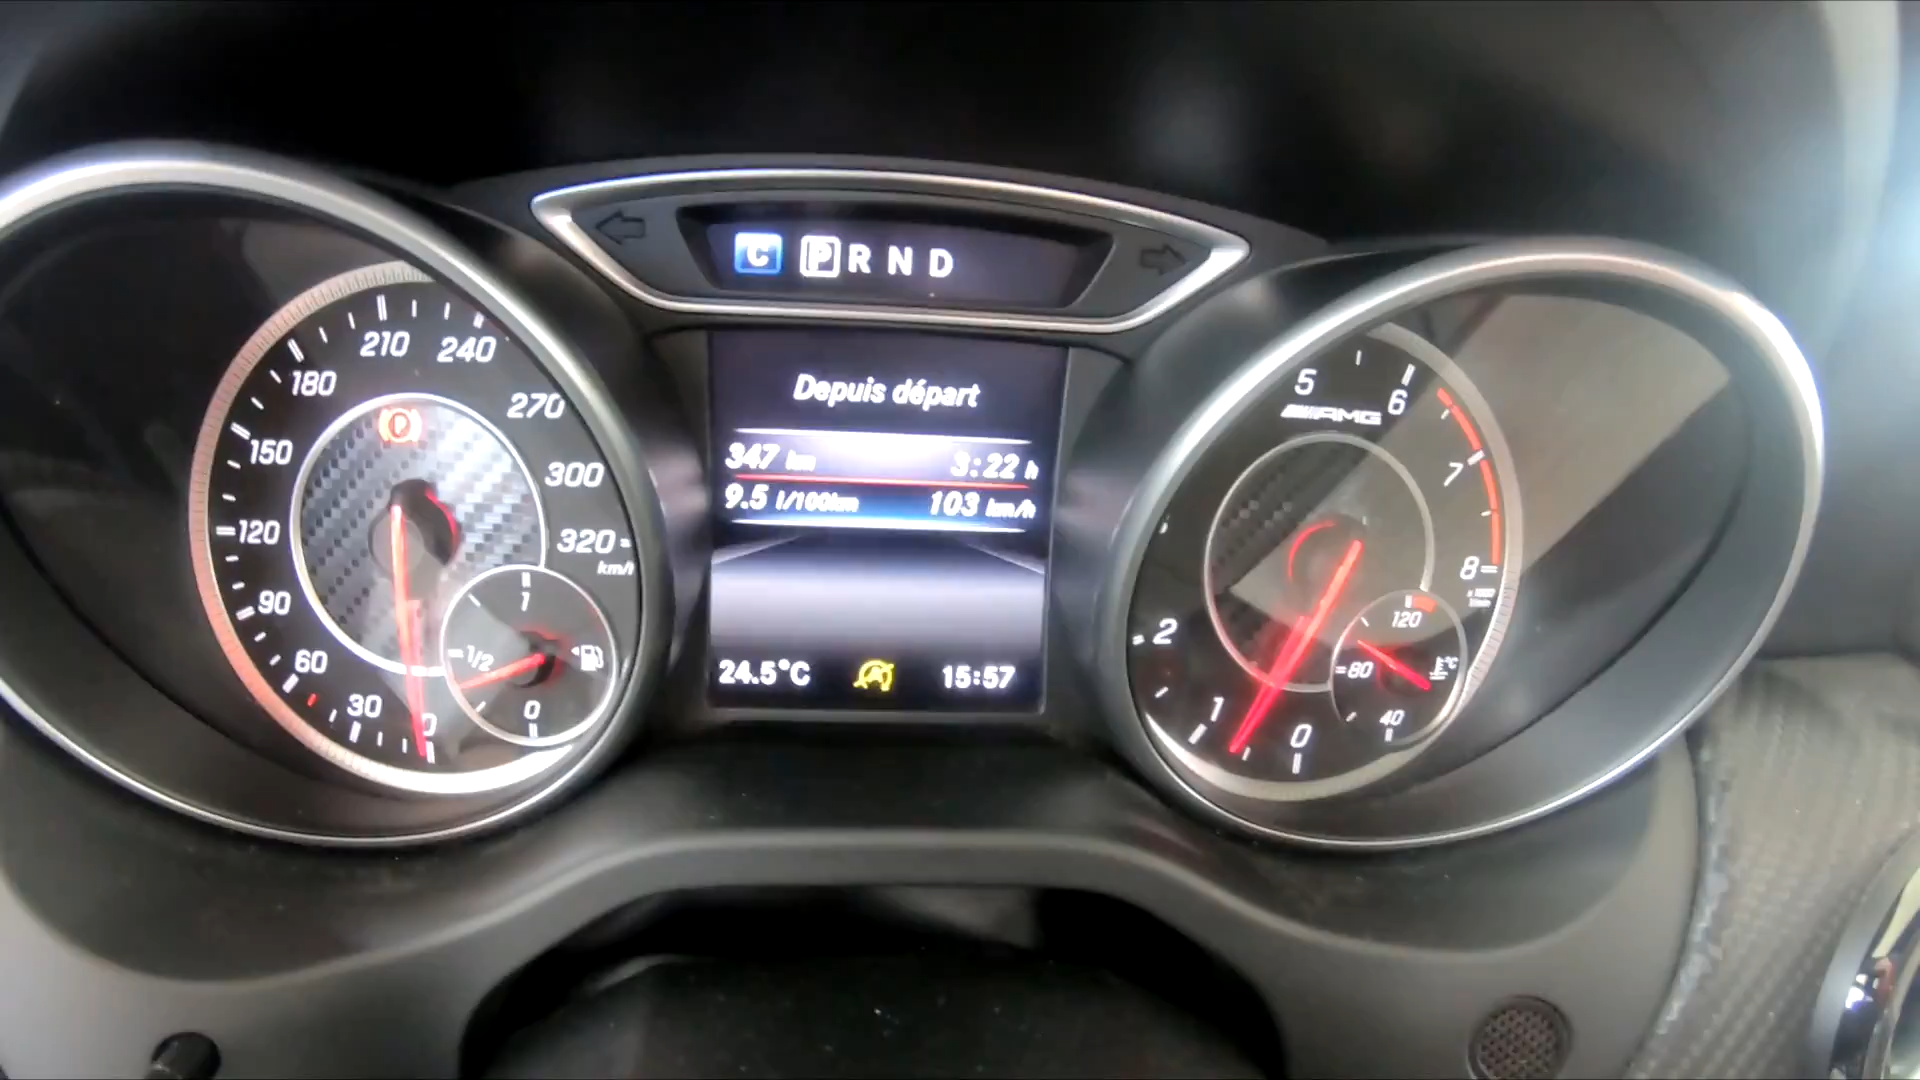 C P R N D
Depuis départ
347 km 3:22 h
9.5 l/100km 103 km/h
24.5°C A 15:57
0
30
60
90
120
150
180
210
240
270
300
320
km/h
P
1
1/2
0
0
1
2
5
6
7
8
AMG
120
80
40
°C